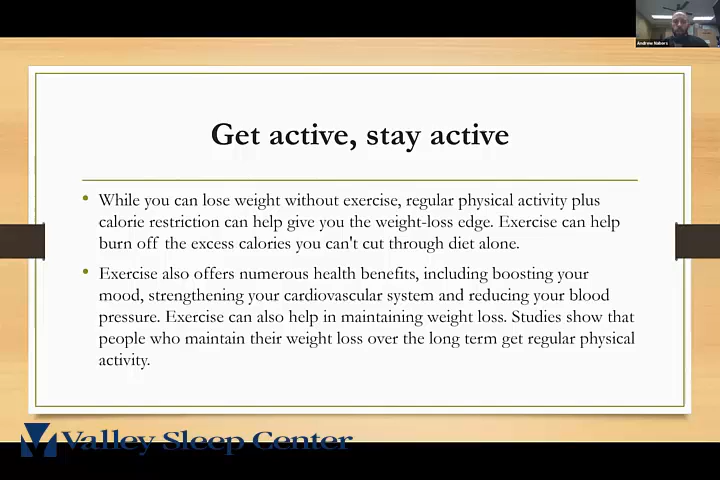 Andrew Nabors
Get active, stay active
• While you can lose weight without exercise, regular physical activity plus
calorie restriction can help give you the weight-loss edge. Exercise can help
burn off the excess calories you can't cut through diet alone.
• Exercise also offers numerous health benefits, including boosting your
mood, strengthening your cardiovascular system and reducing your blood
pressure. Exercise can also help in maintaining weight loss. Studies show that
people who maintain their weight loss over the long term get regular physical
activity.
Valley Sleep Center